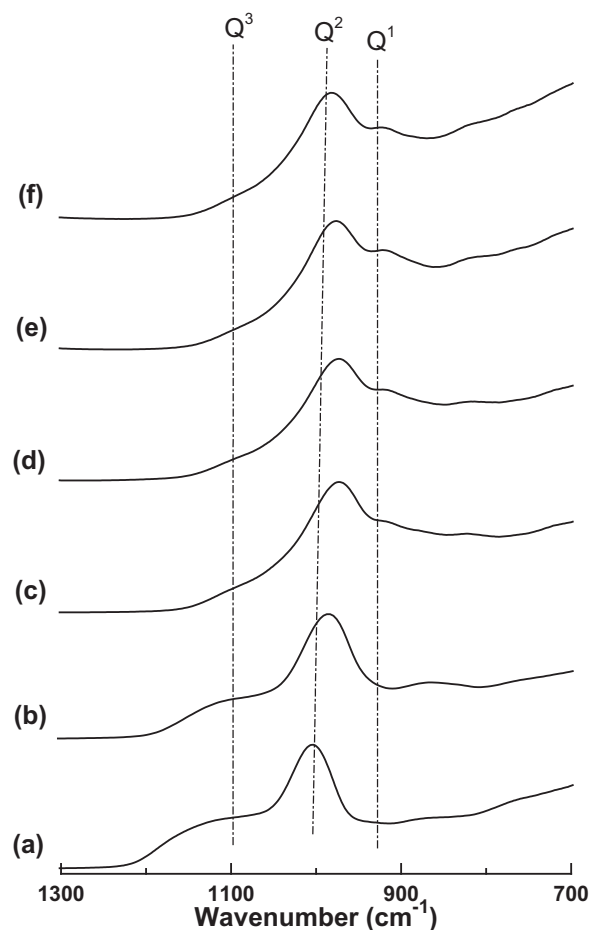 Q³ Q² Q¹
(f)
(e)
(d)
(c)
(b)
(a)
1300 1100 900 700
Wavenumber (cm⁻¹)